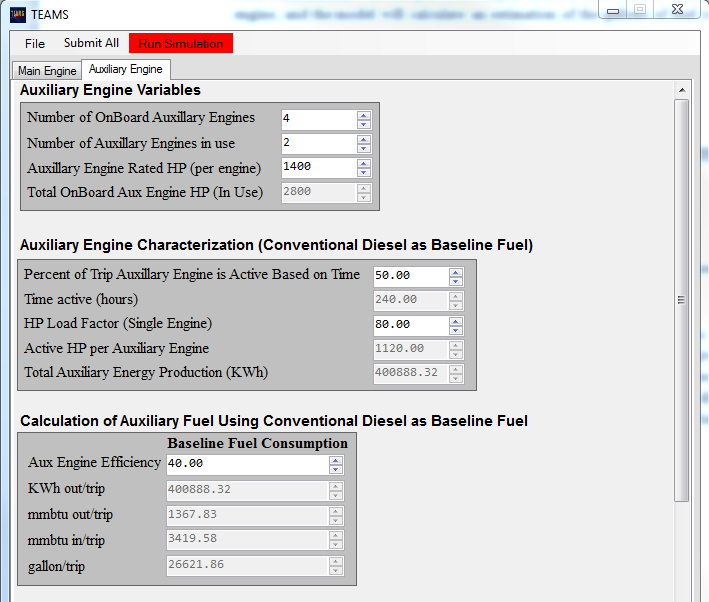 TEAMS
File Submit All Run Simulation
Main Engine Auxiliary Engine
Auxiliary Engine Variables
Number of OnBoard Auxillary Engines 4
Number of Auxillary Engines in use 2
Auxillary Engine Rated HP (per engine) 1400
Total OnBoard Aux Engine HP (In Use) 2800
Auxiliary Engine Characterization (Conventional Diesel as Baseline Fuel)
Percent of Trip Auxillary Engine is Active Based on Time 50.00
Time active (hours) 240.00
HP Load Factor (Single Engine) 80.00
Active HP per Auxiliary Engine 1120.00
Total Auxiliary Energy Production (KWh) 400888.32
Calculation of Auxiliary Fuel Using Conventional Diesel as Baseline Fuel
Baseline Fuel Consumption
Aux Engine Efficiency 40.00
KWh out/trip 400888.32
mmbtu out/trip 1367.83
mmbtu in/trip 3419.58
gallon/trip 26621.86